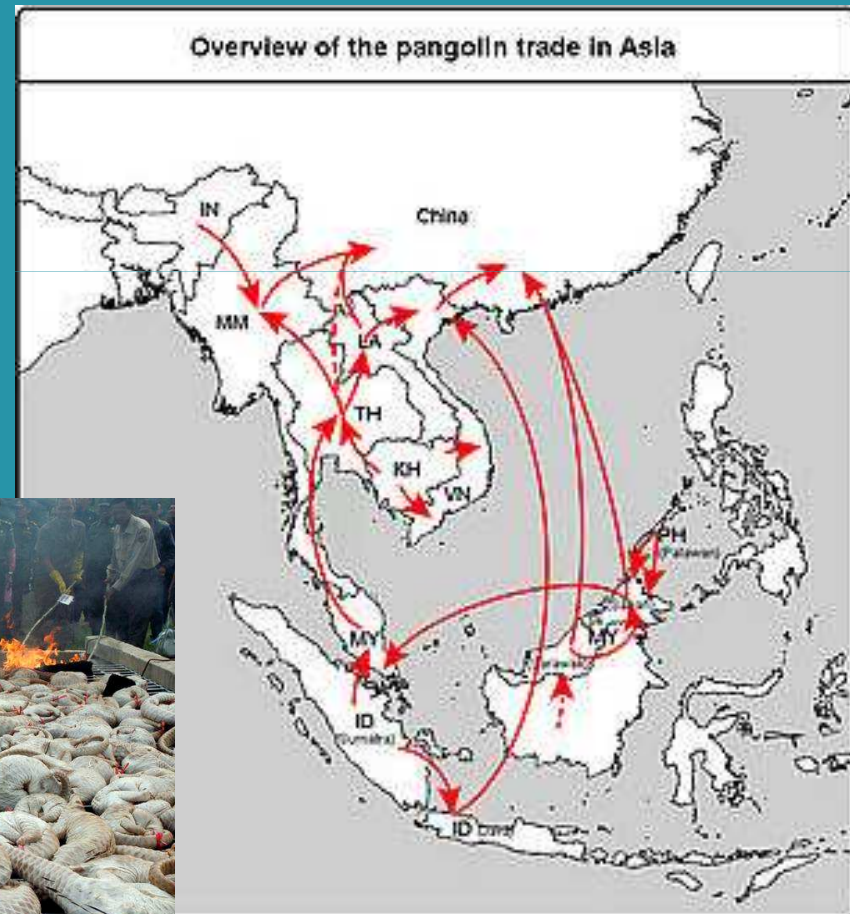 Overview of the pangolin trade in Asia
IN
China
MM
LA
TH
KH
VN
PH
(Palawan)
MY
MY
ID
(Sumatra)
ID